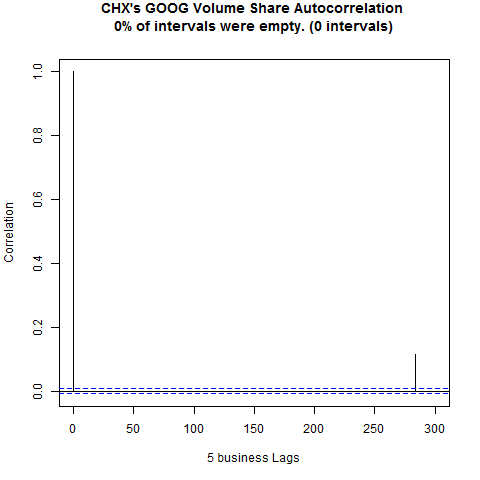 CHX's GOOG Volume Share Autocorrelation
0% of intervals were empty. (0 intervals)
1.0
0.8
0.6
0.4
0.2
0.0
Correlation
0 50 100 150 200 250 300
5 business Lags